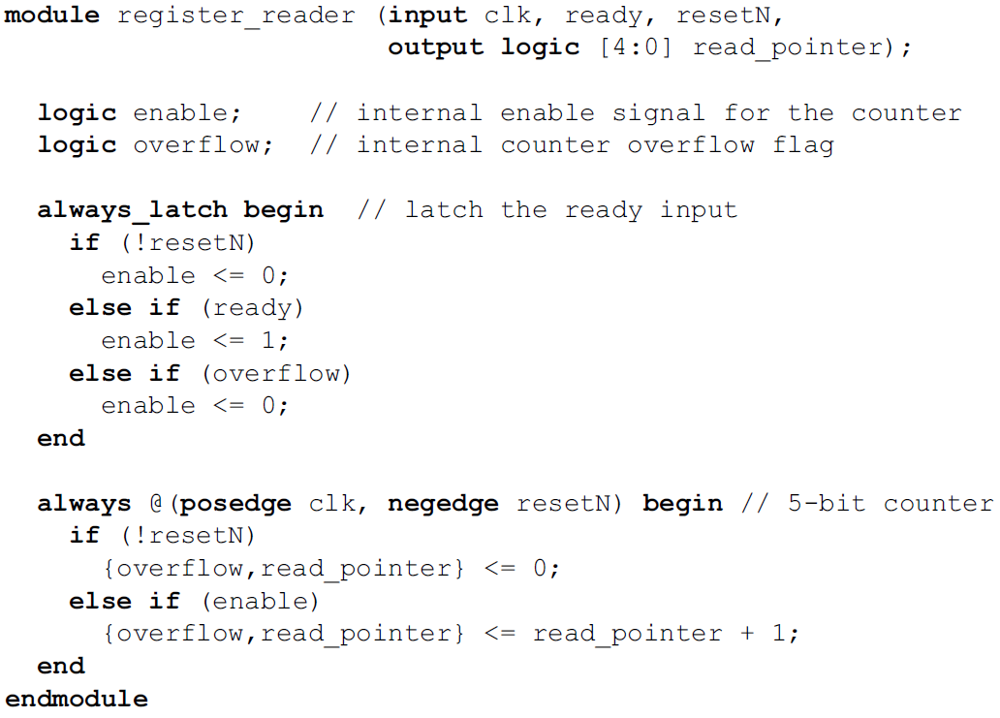 module register_reader (input clk, ready, resetN,
                        output logic [4:0] read_pointer);

  logic enable;    // internal enable signal for the counter
  logic overflow;  // internal counter overflow flag

  always_latch begin  // latch the ready input
    if (!resetN)
      enable <= 0;
    else if (ready)
      enable <= 1;
    else if (overflow)
      enable <= 0;
  end

  always @(posedge clk, negedge resetN) begin // 5-bit counter
    if (!resetN)
      {overflow,read_pointer} <= 0;
    else if (enable)
      {overflow,read_pointer} <= read_pointer + 1;
  end
endmodule